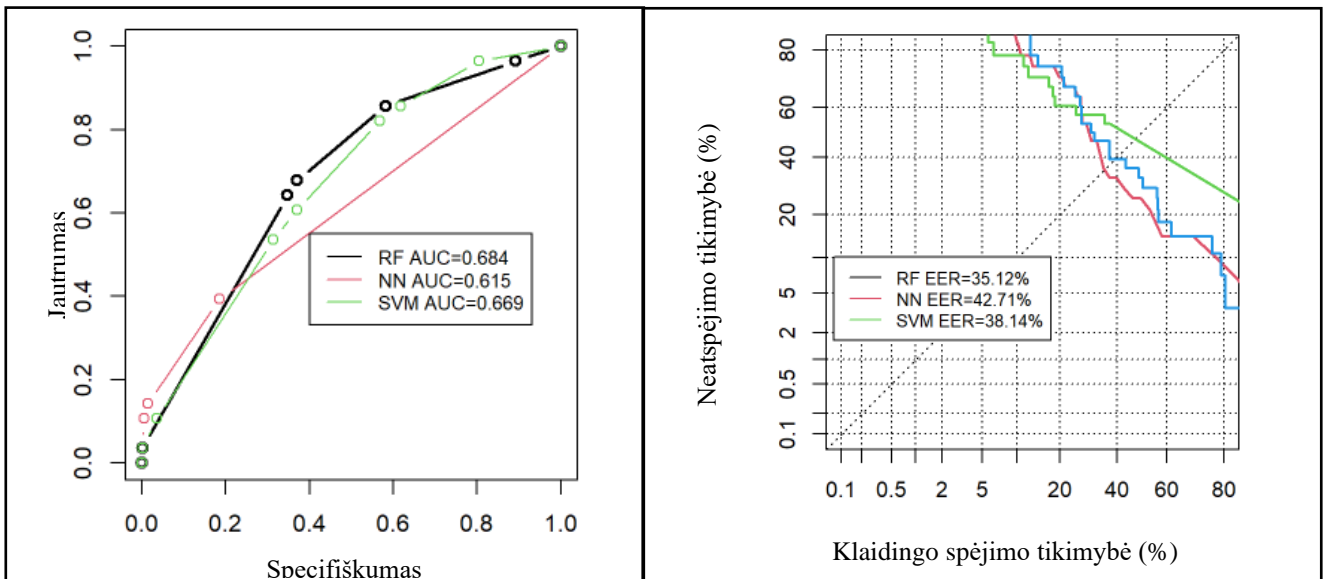 1.0
0.8
0.6
0.4
0.2
0.0
Jautrumas
RF AUC=0.684
NN AUC=0.615
SVM AUC=0.669
0.0 0.2 0.4 0.6 0.8 1.0
Specifiškumas
80
60
40
20
5
2
0.5
0.1
Neatspėjimo tikimybė (%)
RF EER=35.12%
NN EER=42.71%
SVM EER=38.14%
0.1 0.5 2 5 20 40 60 80
Klaidingo spėjimo tikimybė (%)